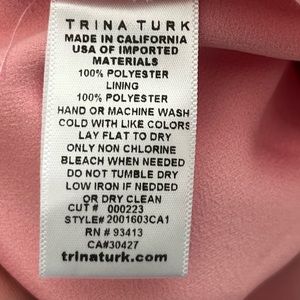 TRINA TURK
MADE IN CALIFORNIA
USA OF IMPORTED
MATERIALS
100% POLYESTER
LINING
100% POLYESTER
HAND OR MACHINE WASH
COLD WITH LIKE COLORS
LAY FLAT TO DRY
ONLY NON CHLORINE
BLEACH WHEN NEEDED
DO NOT TUMBLE DRY
LOW IRON IF NEDDED
OR DRY CLEAN
CUT# 000223
STYLE# 2001603CA1
RN # 93413
CA#30427
trinaturk.com